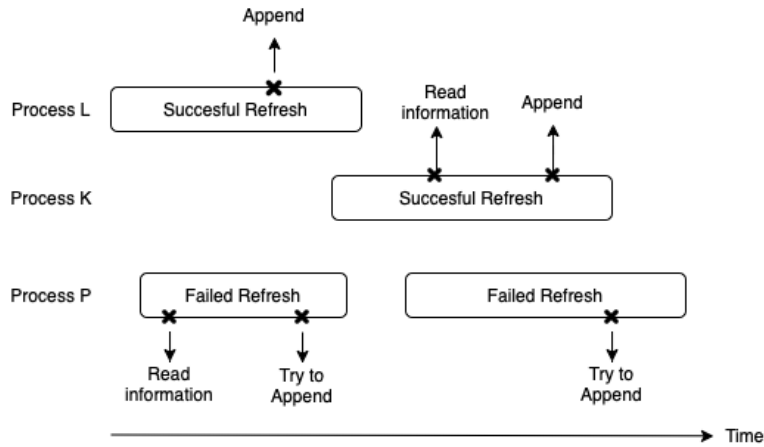 Append
Process L
Succesful Refresh
Read
information
Append
Process K
Succesful Refresh
Process P
Failed Refresh
Failed Refresh
Read
information
Try to
Append
Try to
Append
Time